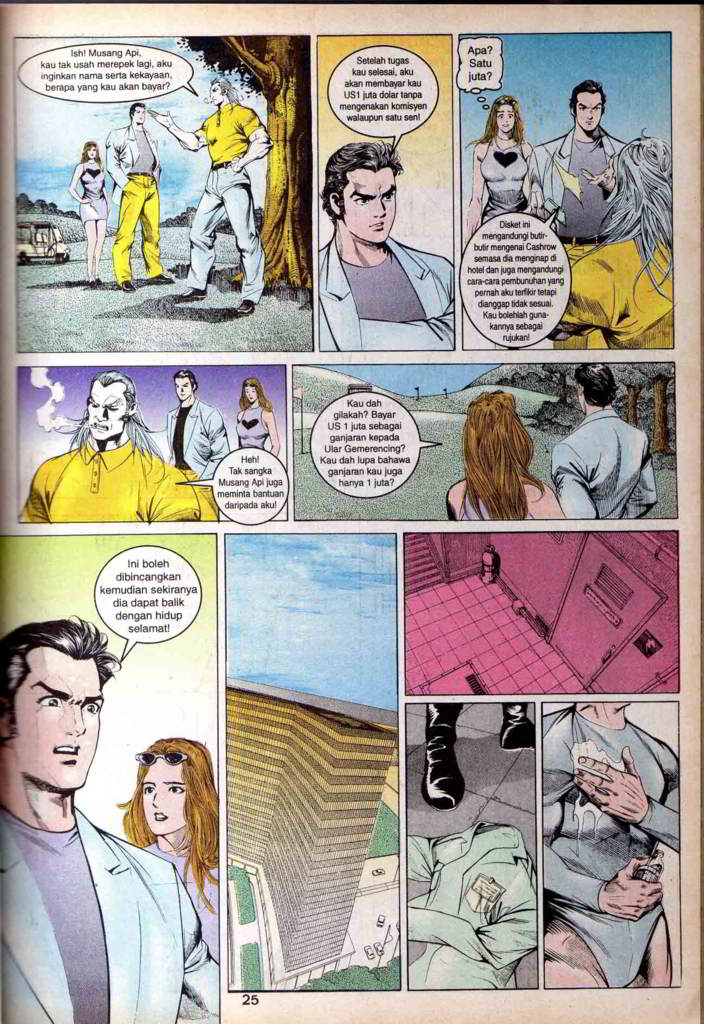 Ish! Musang Api,
kau tak usah merepek lagi, aku
inginkan nama serta kekayaan,
berapa yang kau akan bayar?
Setelah tugas
kau selesai, aku
akan membayar kau
US1 juta dolar tanpa
mengenakan komisyen
walaupun satu sen!
Apa?
Satu
juta?
Disket ini
mengandungi butir-
butir mengenai Cashrow
semasa dia menginap di
hotel dan juga mengandungi
cara-cara pembunuhan yang
pernah aku terfikir tetapi
dianggap tidak sesuai.
Kau bolehlah guna-
kannya sebagai
rujukan!
Heh!
Tak sangka
Musang Api juga
meminta bantuan
daripada aku!
Kau dah
gilakah? Bayar
US 1 juta sebagai
ganjaran kepada
Ular Gemerencing?
Kau dah lupa bahawa
ganjaran kau juga
hanya 1 juta?
Ini boleh
dibincangkan
kemudian sekiranya
dia dapat balik
dengan hidup
selamat!
25